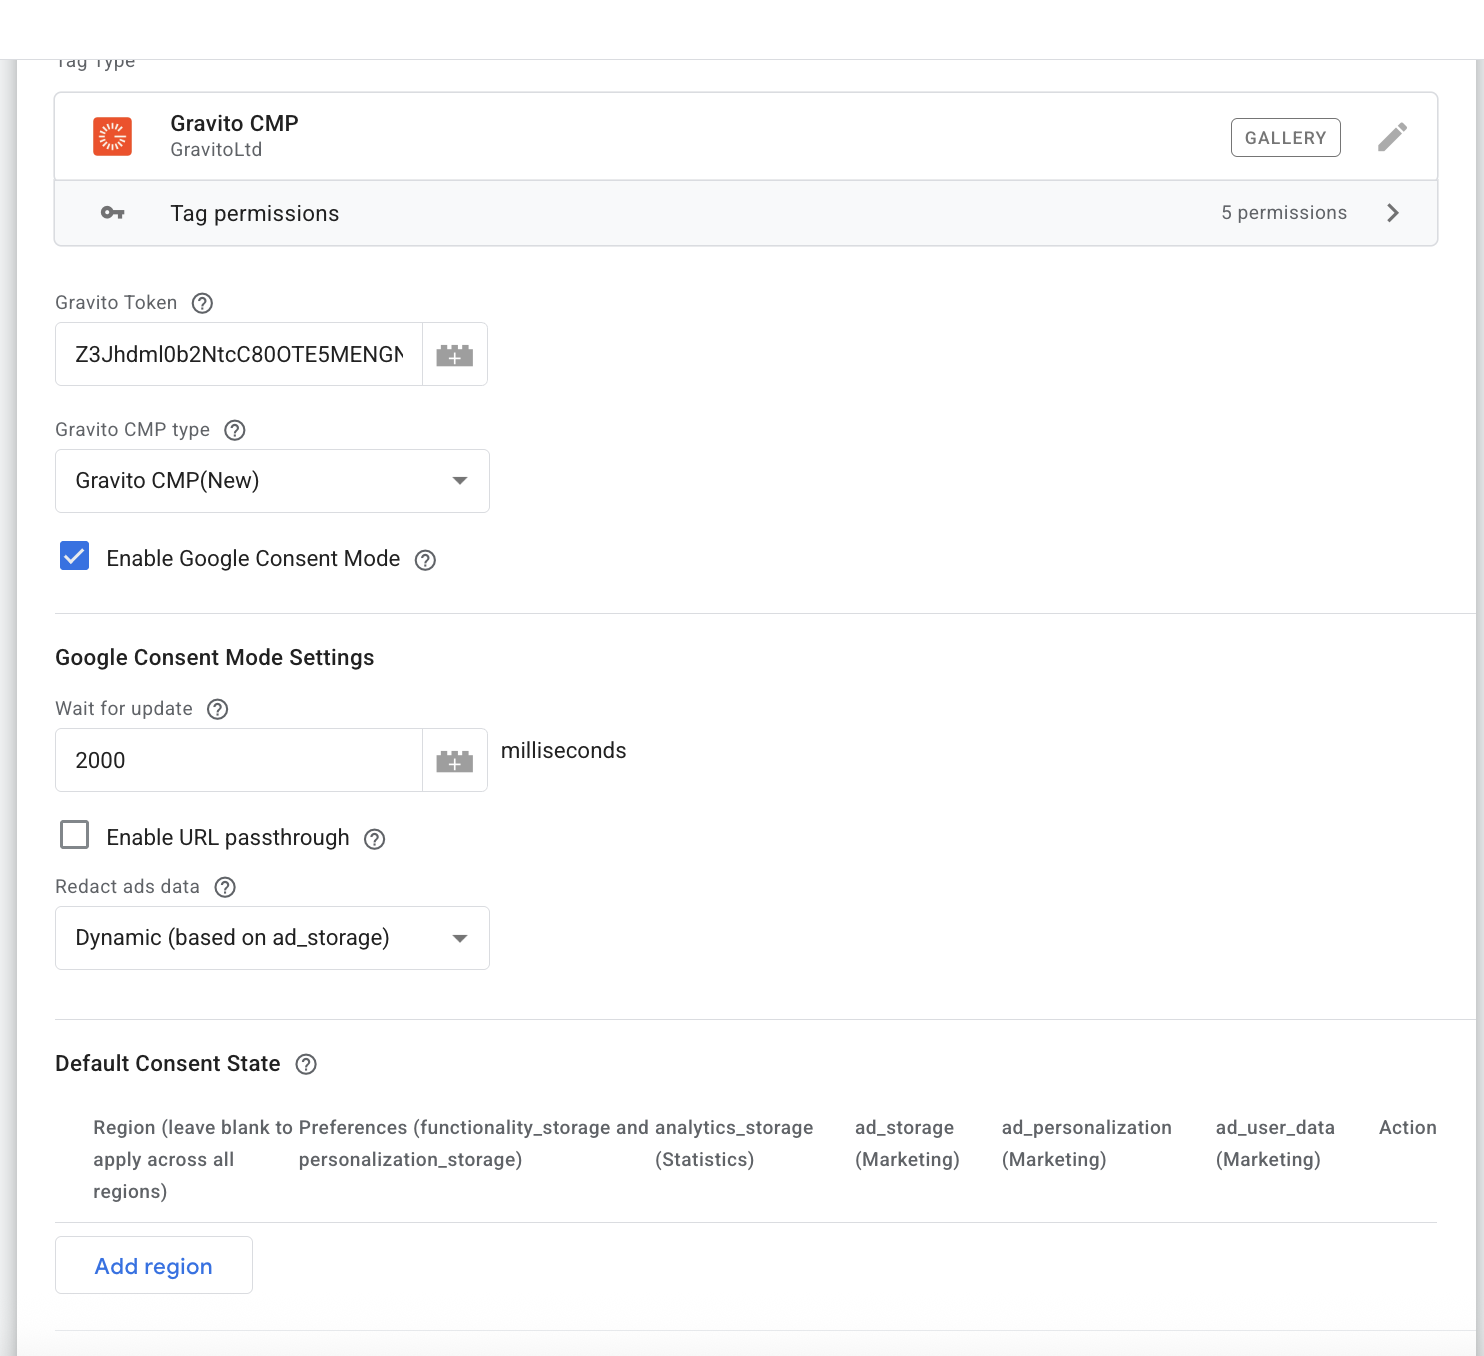 Tag Type
Gravito CMP
GravitoLtd
GALLERY
Tag permissions
5 permissions
Gravito Token
Z3Jhdml0b2NtcC80OTE5MENGN
Gravito CMP type
Gravito CMP(New)
Enable Google Consent Mode
Google Consent Mode Settings
Wait for update
2000
milliseconds
Enable URL passthrough
Redact ads data
Dynamic (based on ad_storage)
Default Consent State
Region (leave blank to apply across all regions)
Preferences (functionality_storage and personalization_storage)
analytics_storage (Statistics)
ad_storage (Marketing)
ad_personalization (Marketing)
ad_user_data (Marketing)
Action
Add region